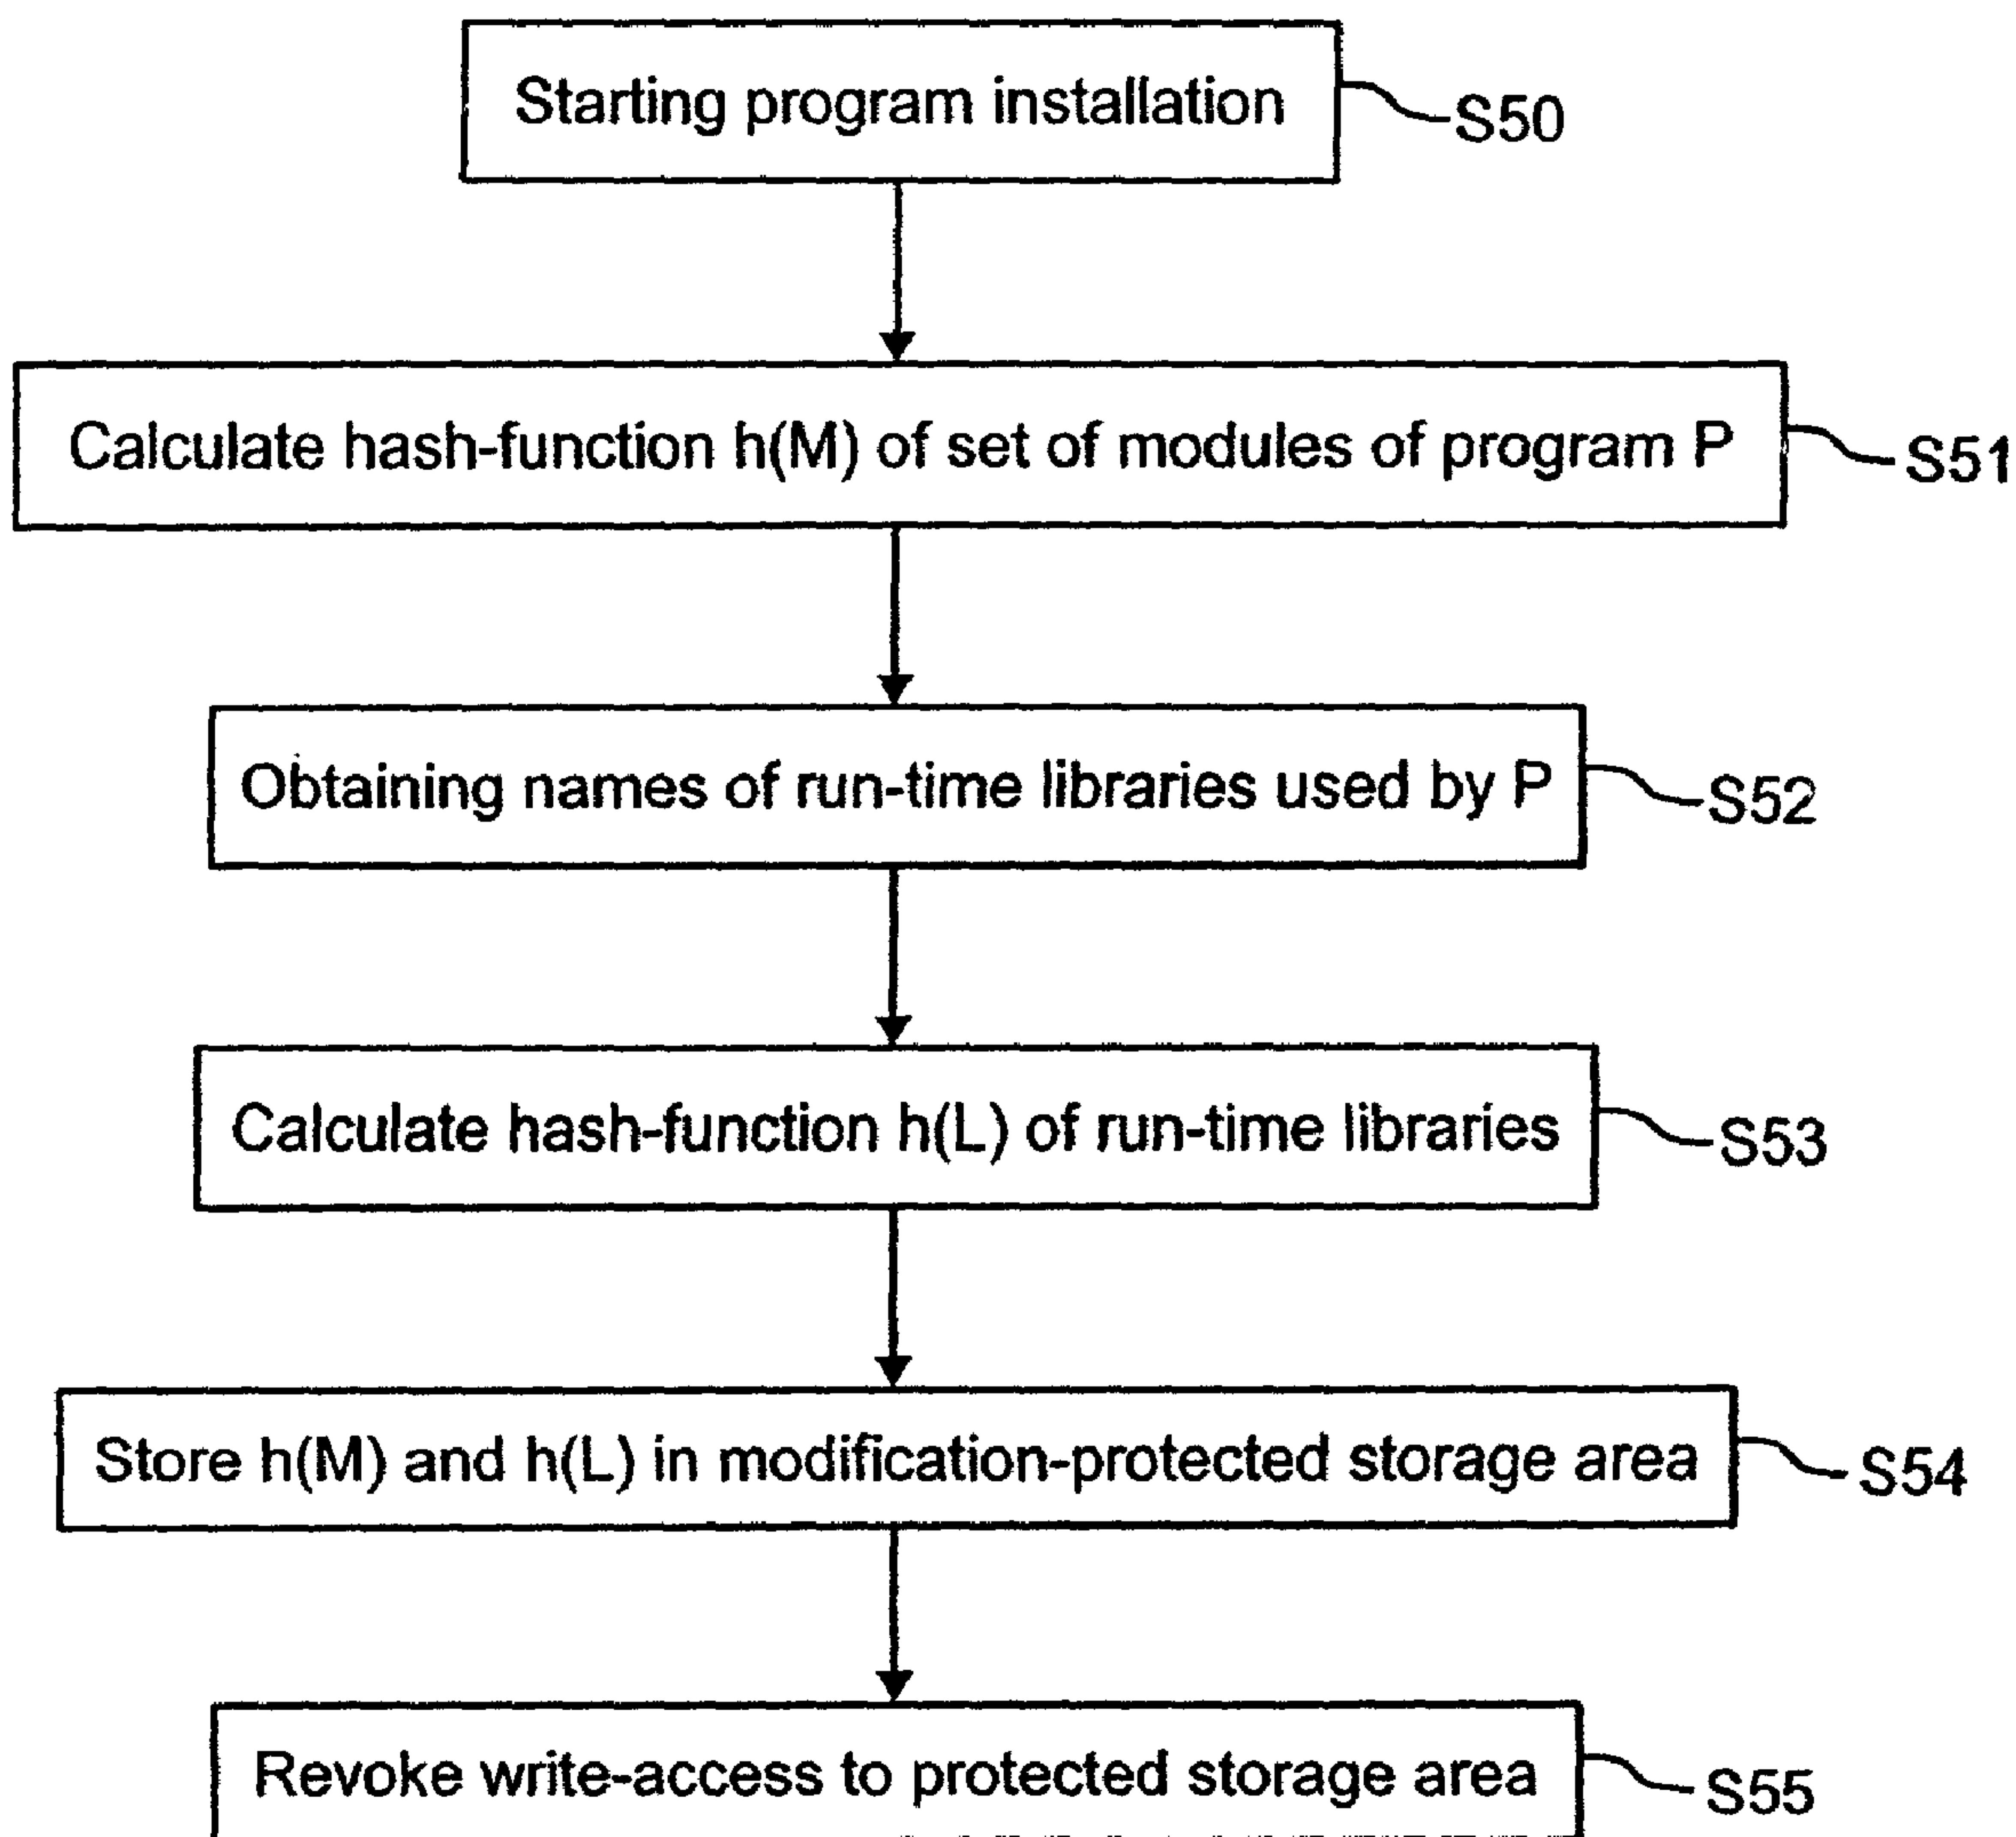 Starting program installation
S50
Calculate hash-function h(M) of set of modules of program P
S51
Obtaining names of run-time libraries used by P
S52
Calculate hash-function h(L) of run-time libraries
S53
Store h(M) and h(L) in modification-protected storage area
S54
Revoke write-access to protected storage area
S55